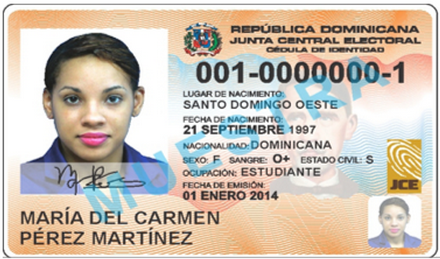 REPÚBLICA DOMINICANA
JUNTA CENTRAL ELECTORAL
CÉDULA DE IDENTIDAD
001-0000000-1
LUGAR DE NACIMIENTO:
SANTO DOMINGO OESTE
FECHA DE NACIMIENTO:
21 SEPTIEMBRE 1997
NACIONALIDAD: DOMINICANA
SEXO: F SANGRE: O+ ESTADO CIVIL: S
OCUPACIÓN: ESTUDIANTE
FECHA DE EMISIÓN:
01 ENERO 2014
JCE
MUESTRA
MARÍA DEL CARMEN
PÉREZ MARTÍNEZ